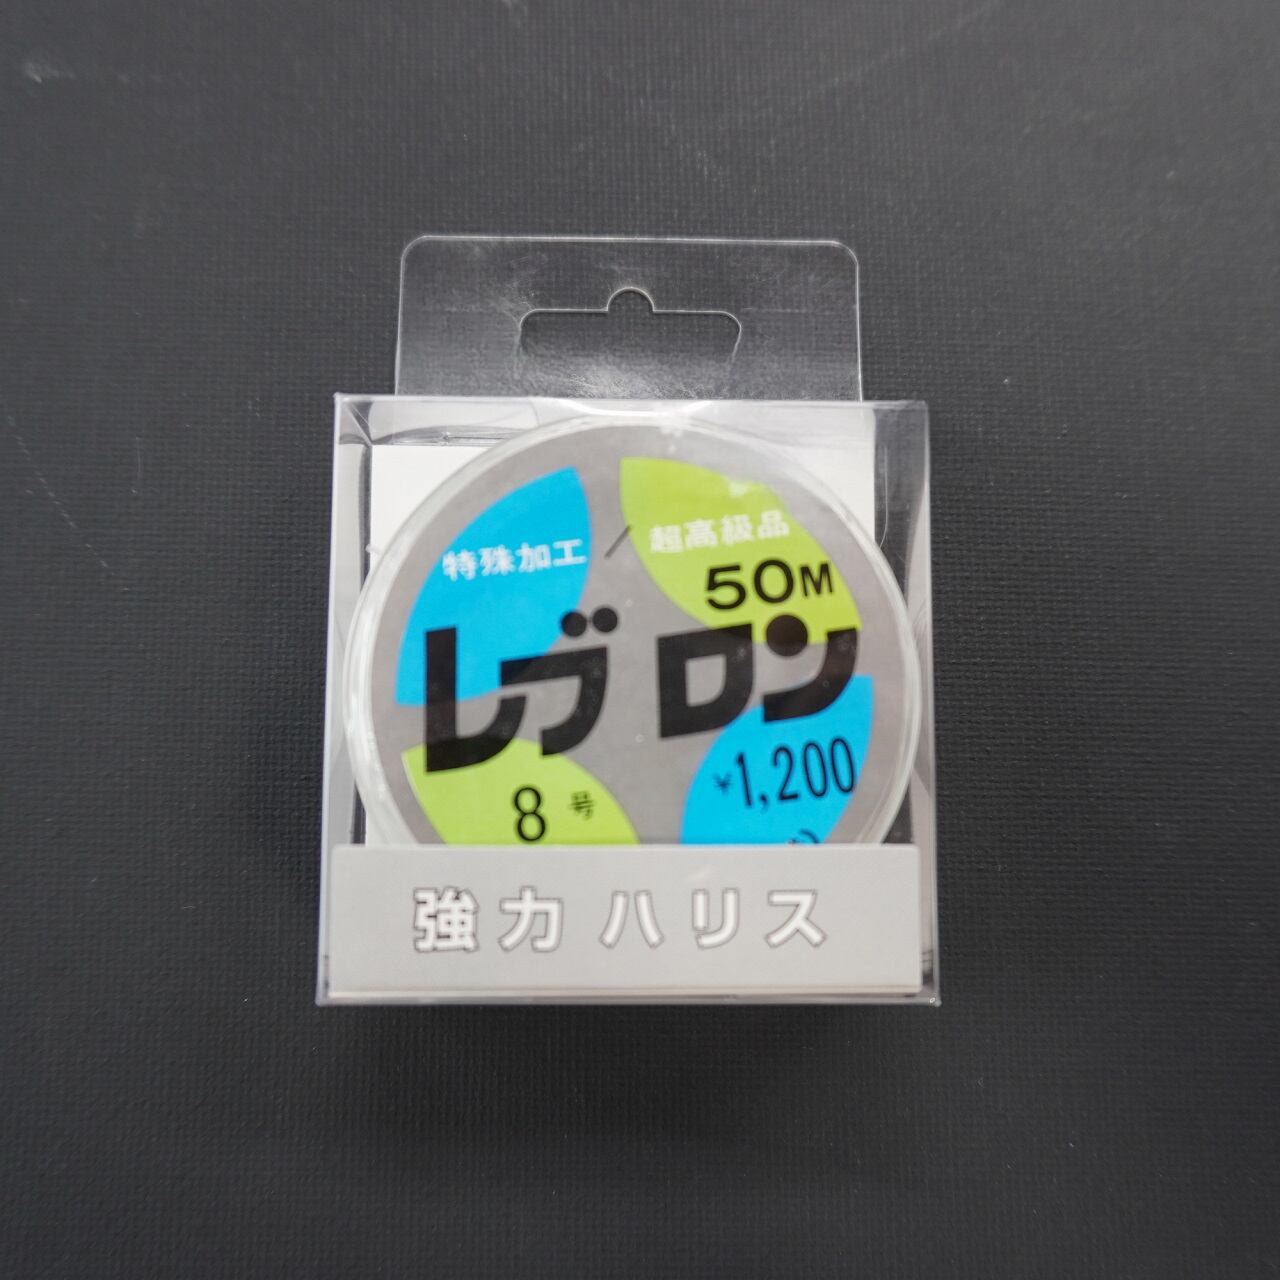 特殊加工
超高級品
50M
レブロン
8号
¥1,200
強力ハリス